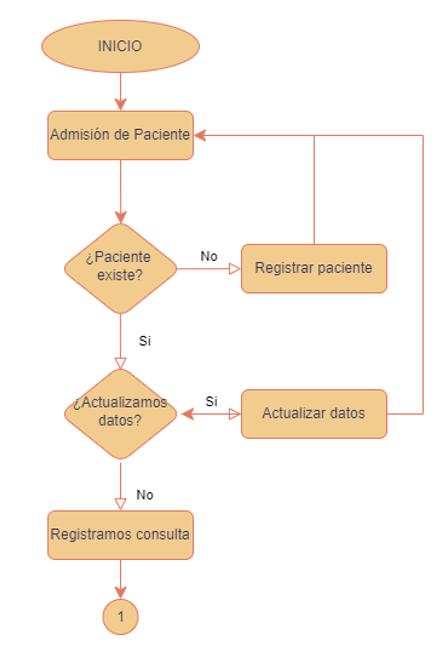 INICIO
Admisión de Paciente
¿Paciente
existe?
No
Registrar paciente
Si
¿Actualizamos
datos?
Si
Actualizar datos
No
Registramos consulta
1